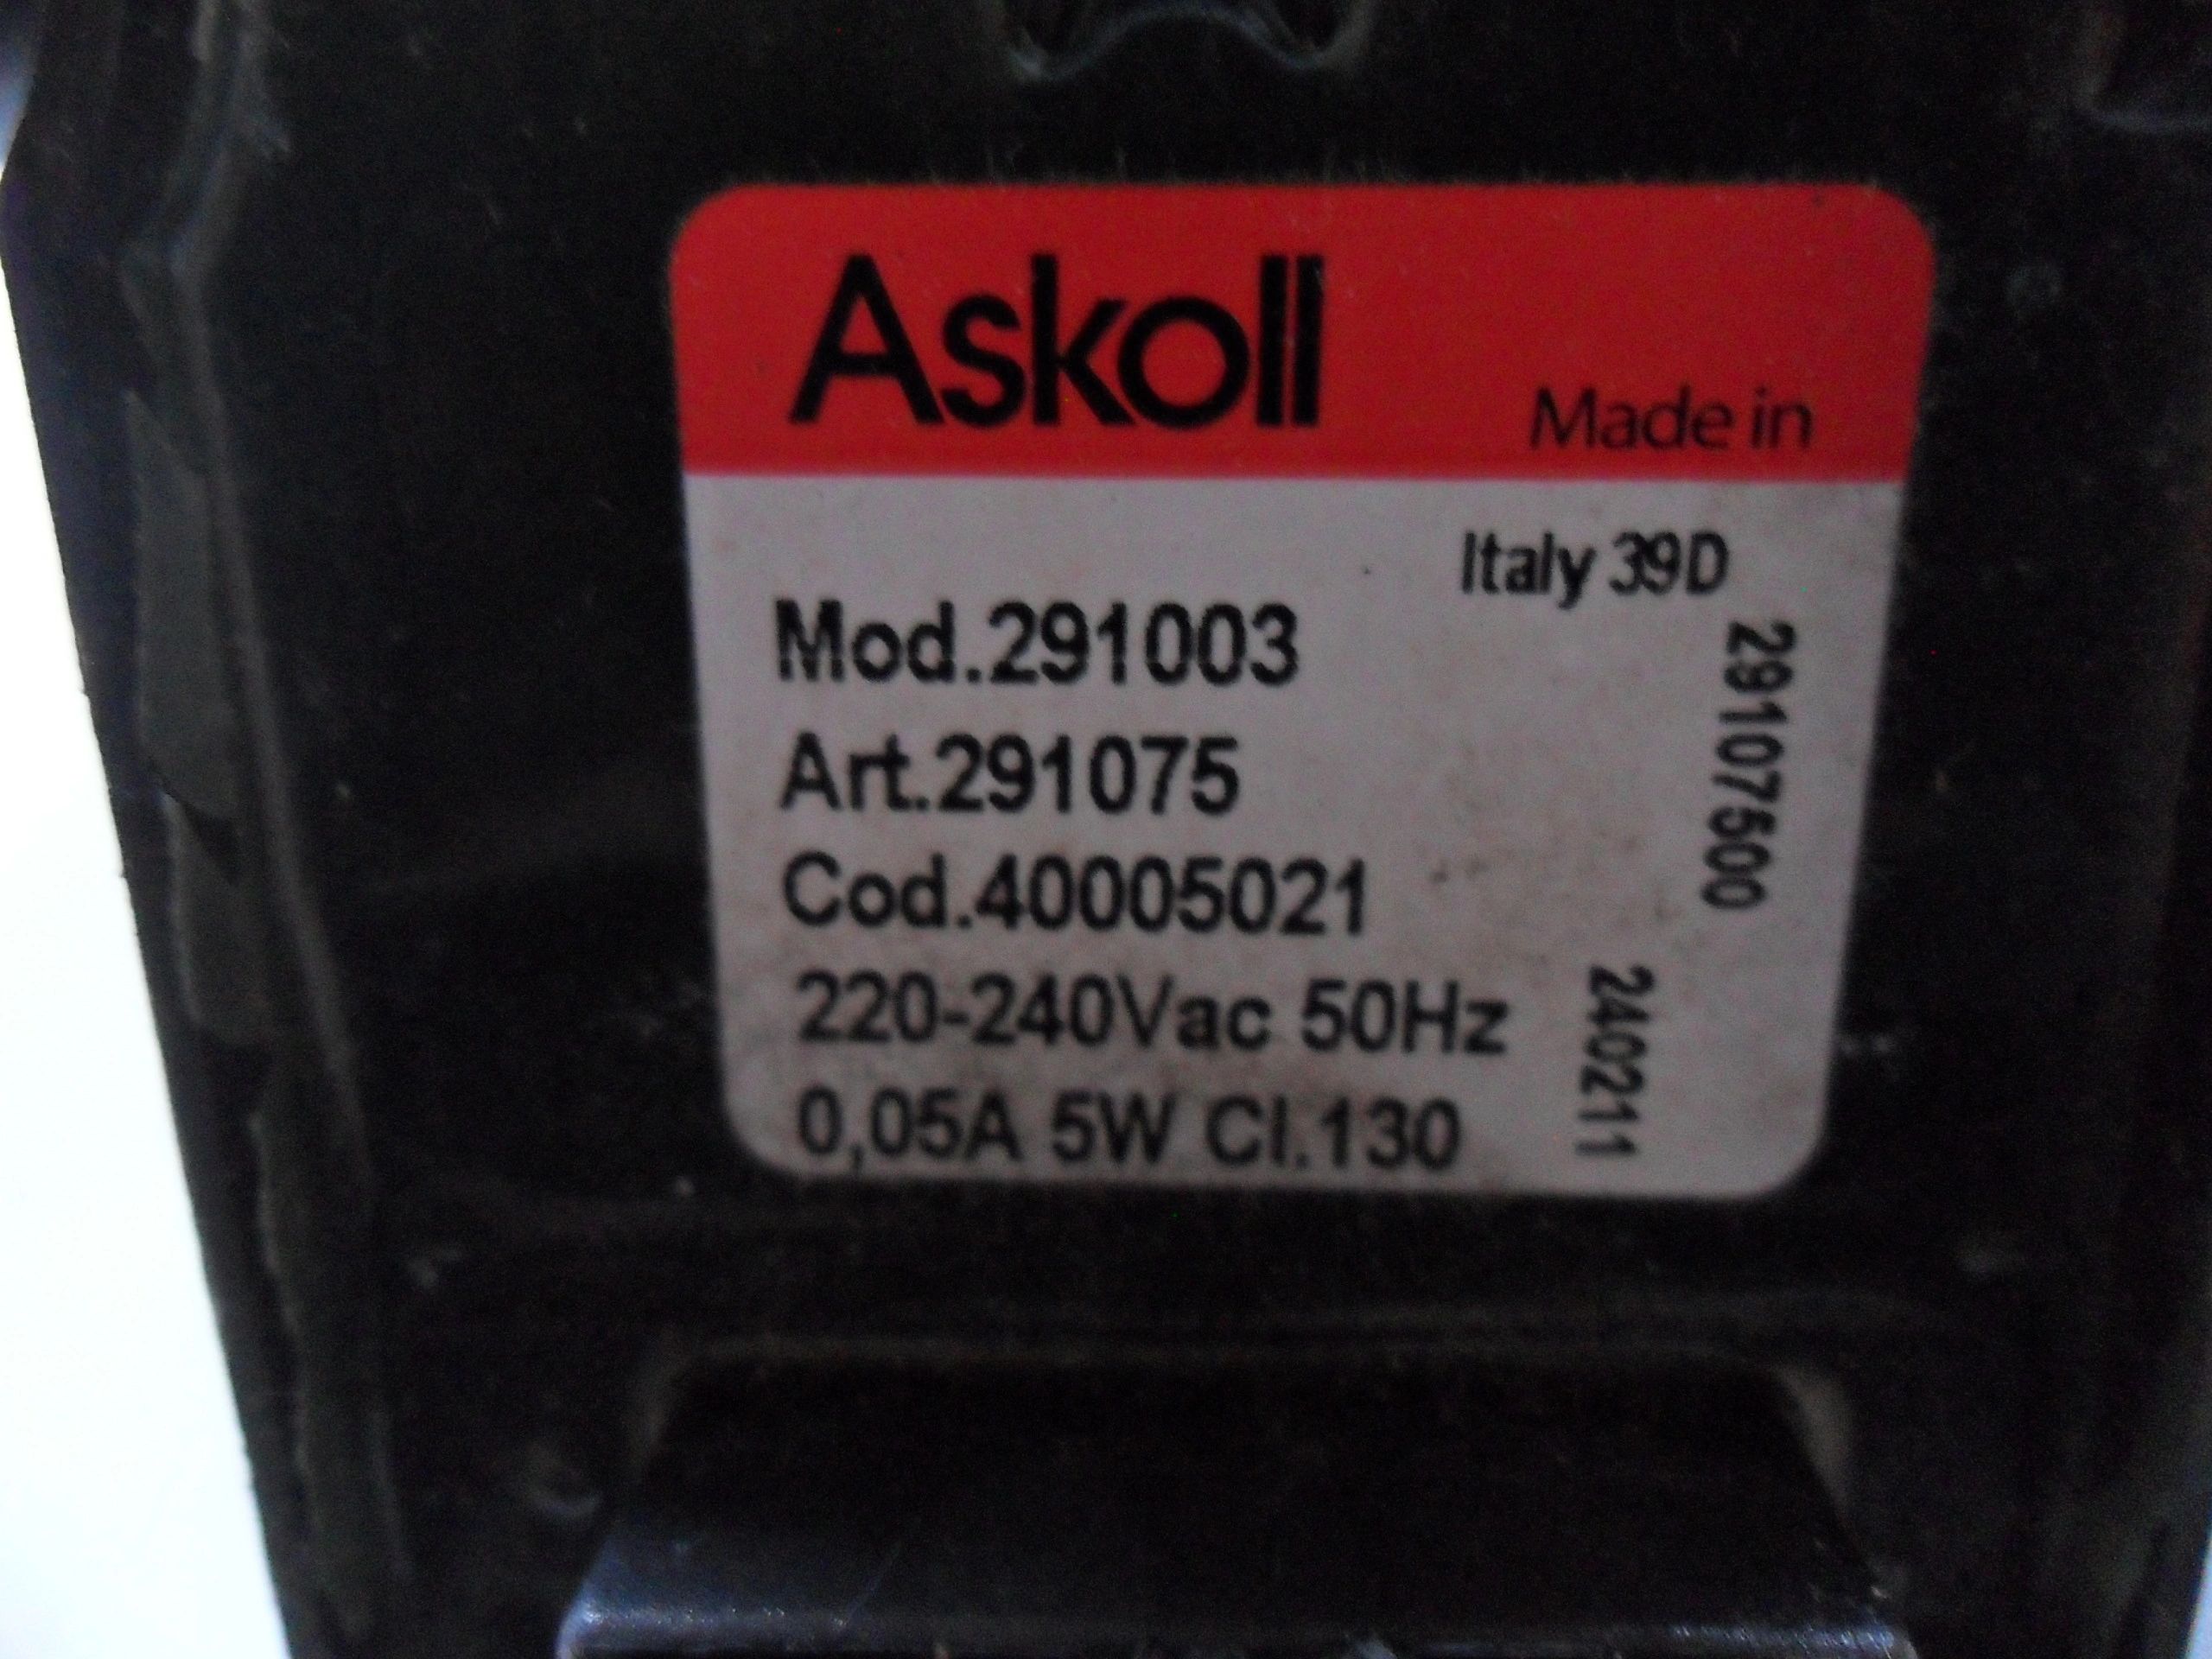 Askoll
Made in
Italy 39D
Mod.291003
Art.291075
Cod.40005021
220-240Vac 50Hz
0,05A 5W Cl.130
29107500
240211